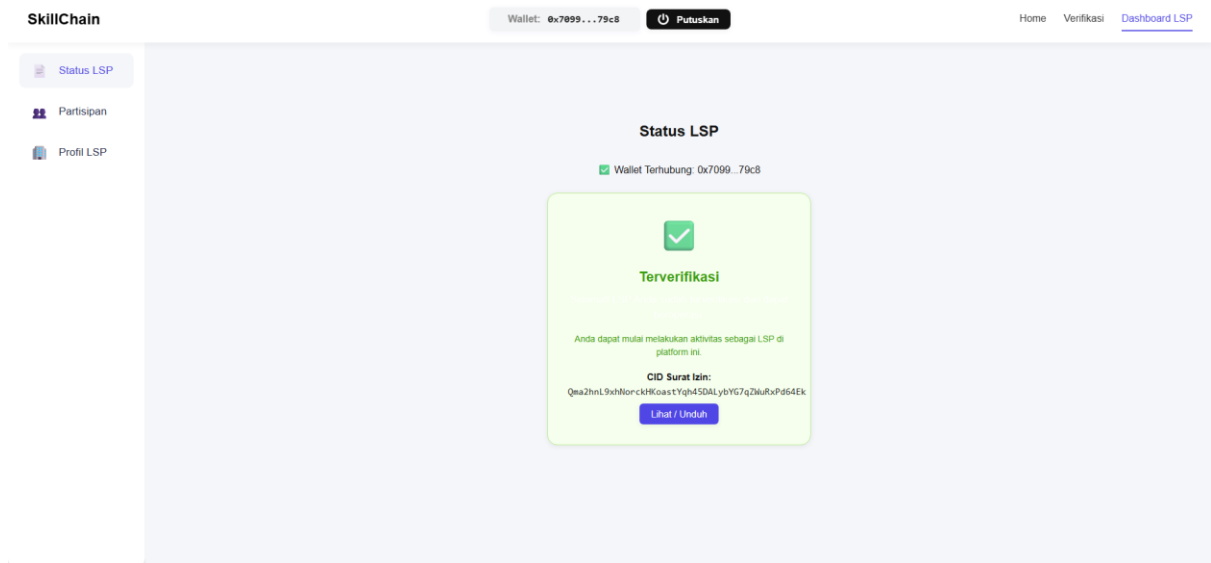 SkillChain
Wallet: 0x7099...79c8
Putuskan
Home
Verifikasi
Dashboard LSP
Status LSP
Partisipan
Profil LSP
Status LSP
Wallet Terhubung: 0x7099...79c8
Terverifikasi
Anda dapat mulai melakukan aktivitas sebagai LSP di
platform ini.
CID Surat Izin:
Qma2hnL9xhNorckHKoastYqh45DALybYG7qZWuRxPd64Ek
Lihat / Unduh